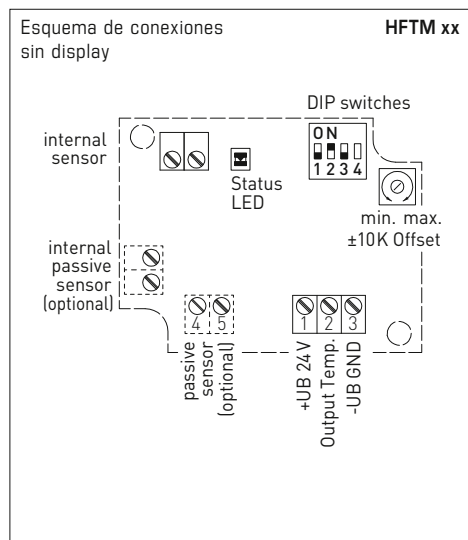 Esquema de conexiones
sin display
HFTM xx
DIP switches
ON
1 2 3 4
internal
sensor
Status
LED
min. max.
±10K Offset
internal
passive
sensor
(optional)
4 5
passive
sensor
(optional)
1 2 3
+UB 24 V
Output Temp.
-UB GND